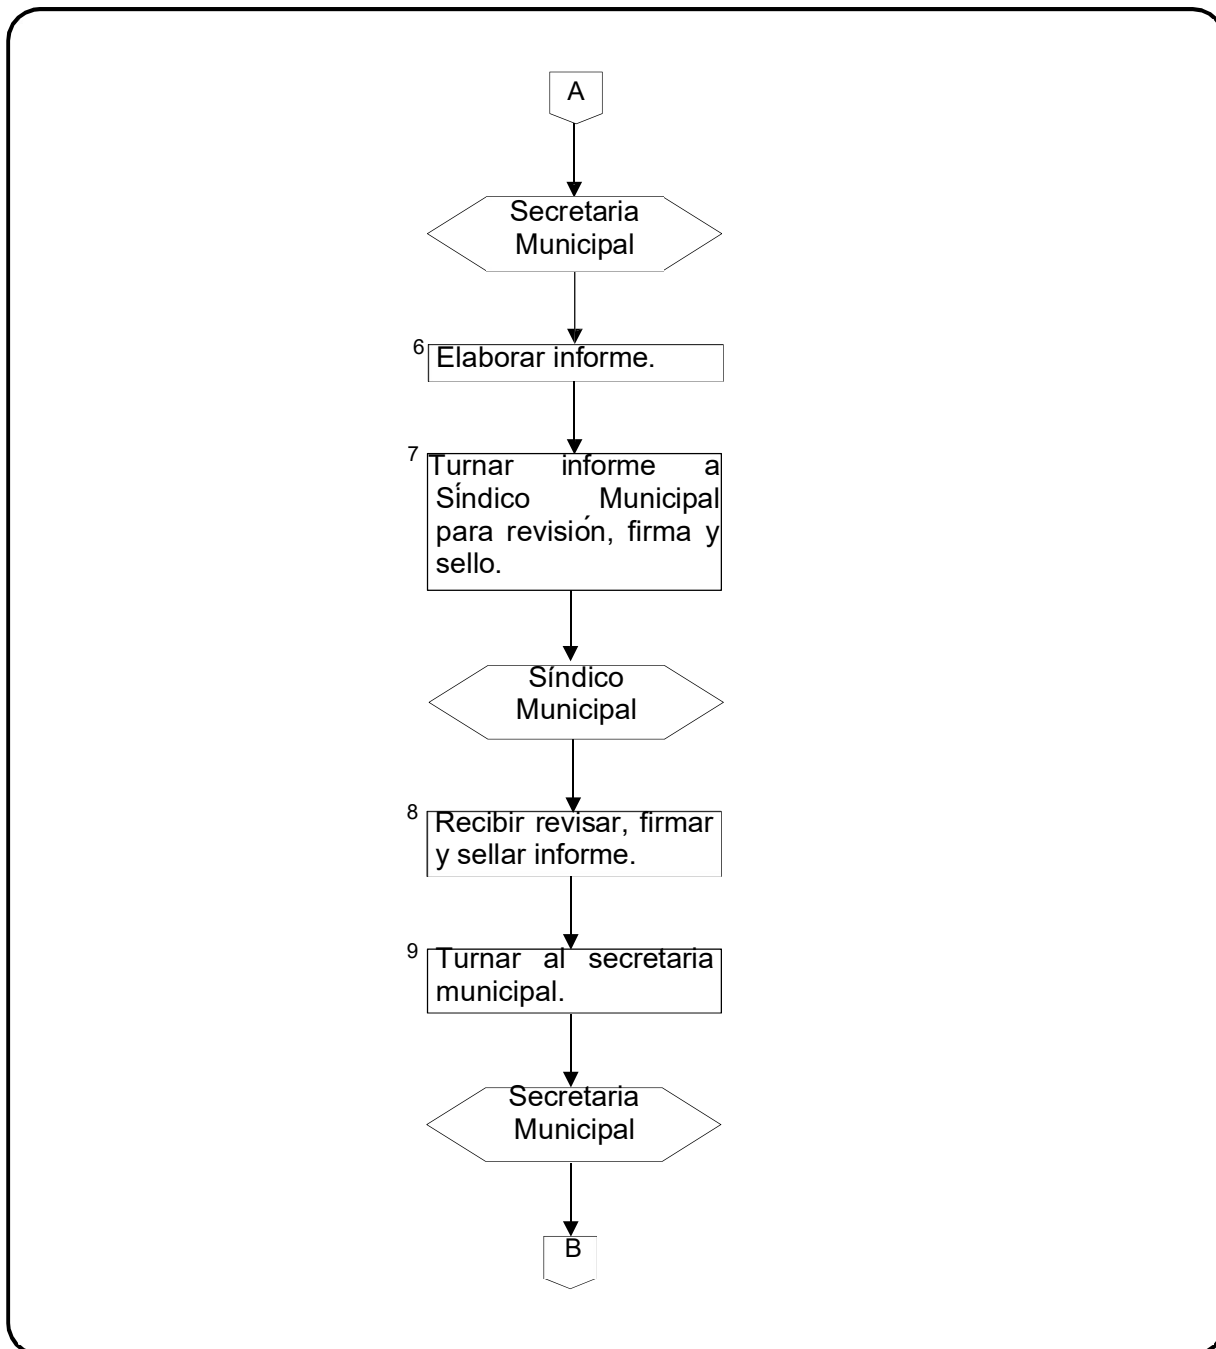 A
Secretaria
Municipal
6
Elaborar informe.
7
Turnar informe a
Síndico Municipal
para revisión, firma y
sello.
Síndico
Municipal
8
Recibir revisar, firmar
y sellar informe.
9
Turnar al secretaria
municipal.
Secretaria
Municipal
B